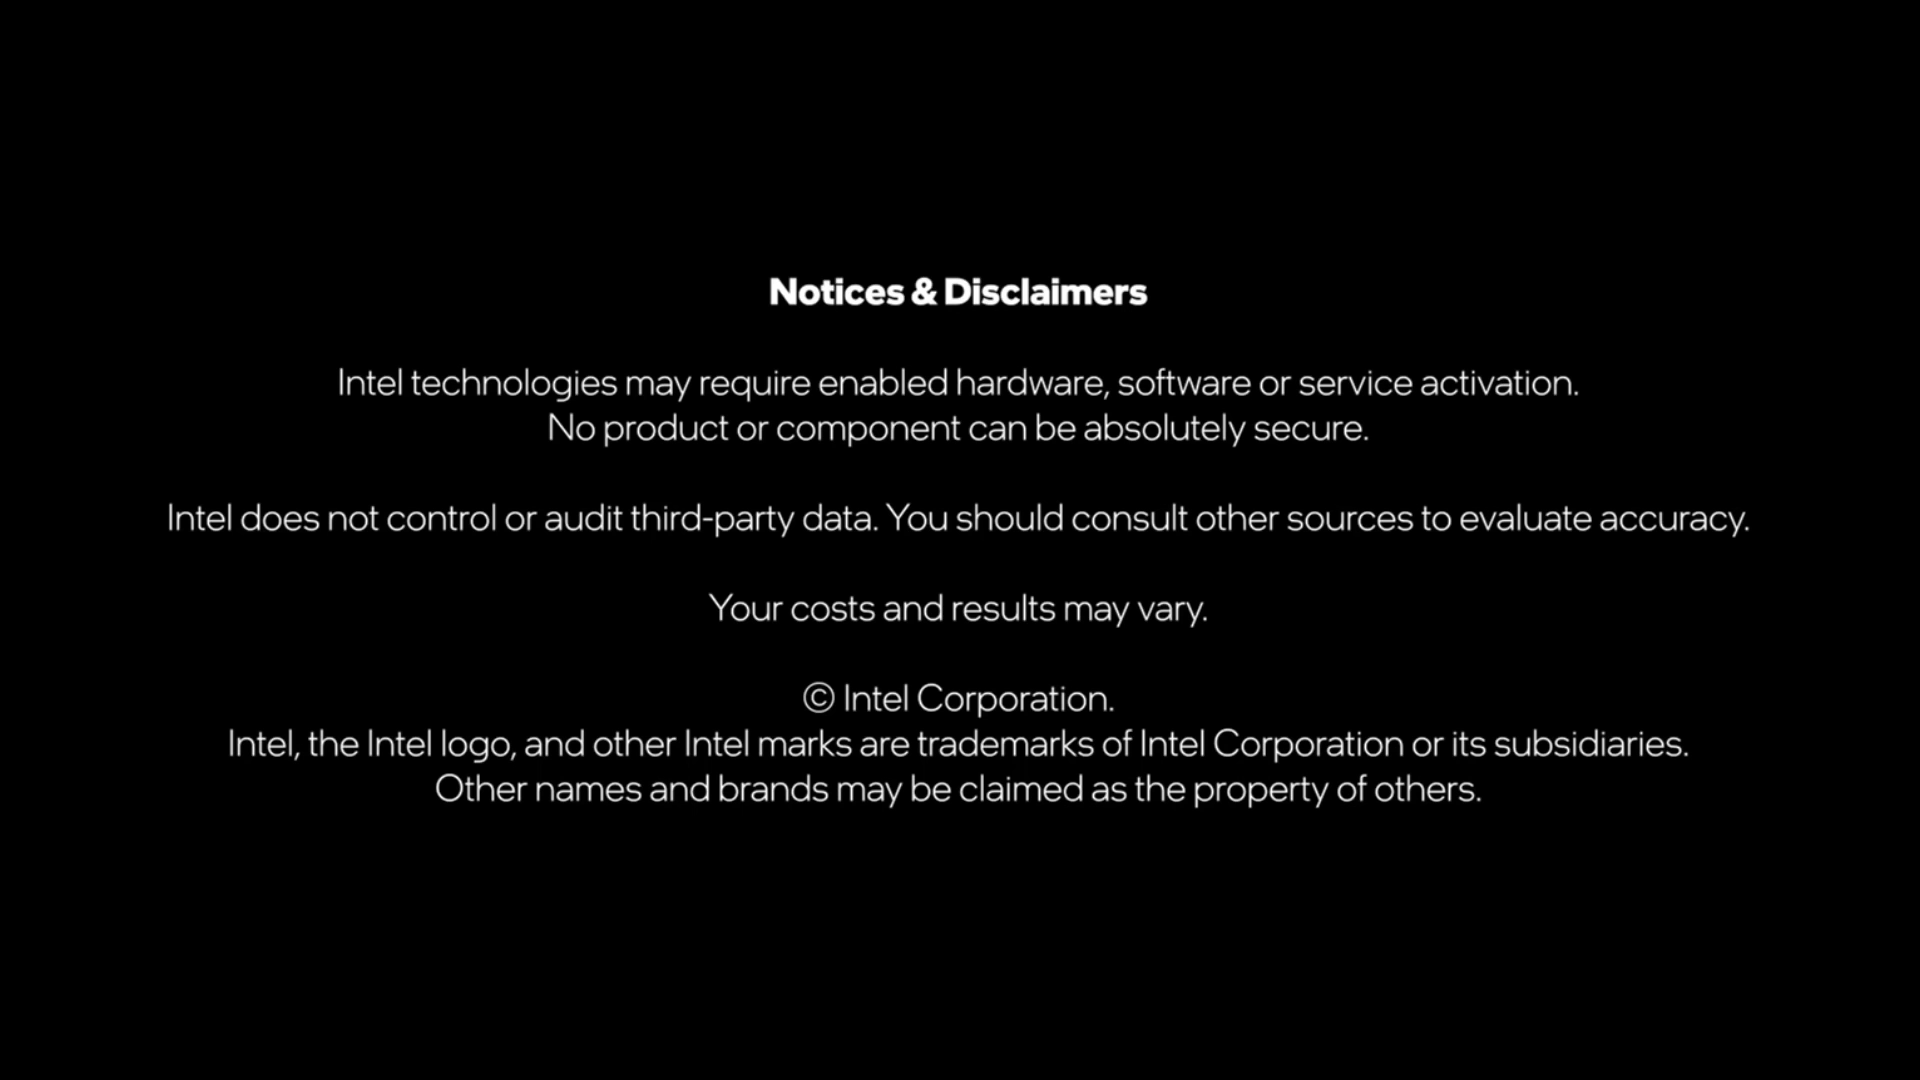 Notices & Disclaimers
Intel technologies may require enabled hardware, software or service activation.
No product or component can be absolutely secure.
Intel does not control or audit third-party data. You should consult other sources to evaluate accuracy.
Your costs and results may vary.
© Intel Corporation.
Intel, the Intel logo, and other Intel marks are trademarks of Intel Corporation or its subsidiaries.
Other names and brands may be claimed as the property of others.